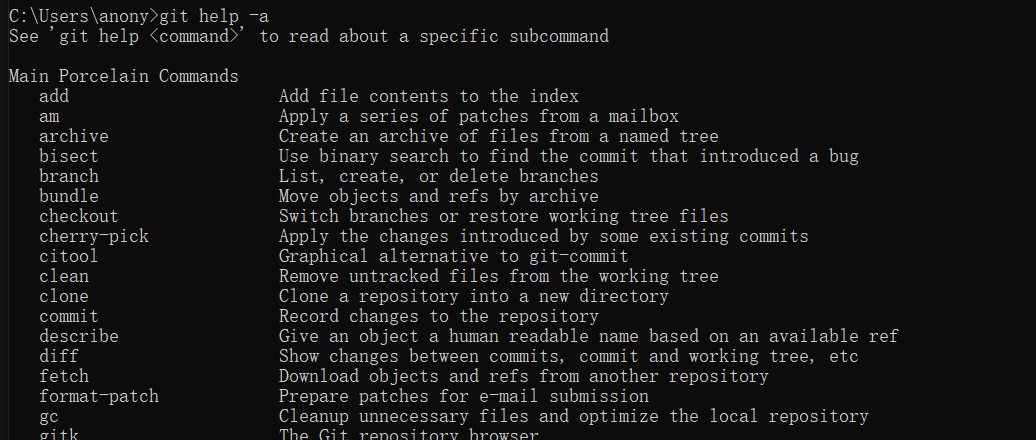 C:\Users\anony>git help -a
See 'git help <command>' to read about a specific subcommand
Main Porcelain Commands
add Add file contents to the index
am Apply a series of patches from a mailbox
archive Create an archive of files from a named tree
bisect Use binary search to find the commit that introduced a bug
branch List, create, or delete branches
bundle Move objects and refs by archive
checkout Switch branches or restore working tree files
cherry-pick Apply the changes introduced by some existing commits
citool Graphical alternative to git-commit
clean Remove untracked files from the working tree
clone Clone a repository into a new directory
commit Record changes to the repository
describe Give an object a human readable name based on an available ref
diff Show changes between commits, commit and working tree, etc
fetch Download objects and refs from another repository
format-patch Prepare patches for e-mail submission
gc Cleanup unnecessary files and optimize the local repository
gitk The Git repository browser